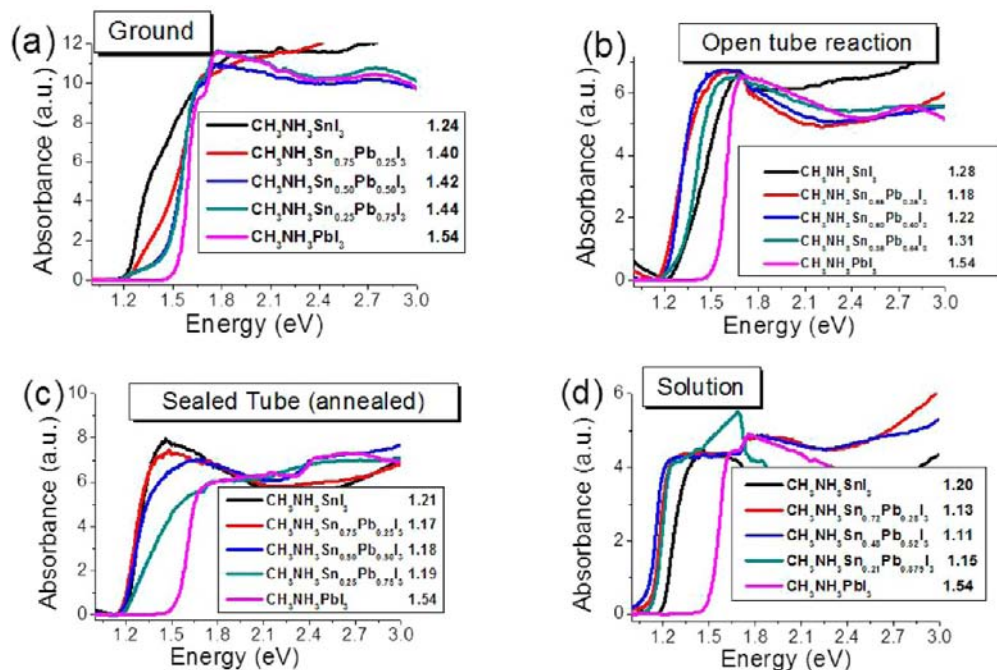 (a)
Ground
Absorbance (a.u.)
12
10
8
6
4
2
0
CH₃NH₃SnI₃ 1.24
CH₃NH₃Sn₀.₇₅Pb₀.₂₅I₃ 1.40
CH₃NH₃Sn₀.₅₀Pb₀.₅₀I₃ 1.42
CH₃NH₃Sn₀.₂₅Pb₀.₇₅I₃ 1.44
CH₃NH₃PbI₃ 1.54
1.2 1.5 1.8 2.1 2.4 2.7 3.0
Energy (eV)
(b)
Open tube reaction
Absorbance (a.u.)
6
4
2
0
CH₃NH₃SnI₃ 1.28
CH₃NH₃Sn Pb I₃ 1.18
CH₃NH₃Sn Pb I₃ 1.22
CH₃NH₃Sn Pb I₃ 1.31
CH₃NH₃PbI₃ 1.54
1.2 1.5 1.8 2.1 2.4 2.7 3.0
Energy (eV)
(c)
Sealed Tube (annealed)
Absorbance (a.u.)
10
8
6
4
2
0
CH₃NH₃SnI₃ 1.21
CH₃NH₃Sn₀.₇₅Pb₀.₂₅I₃ 1.17
CH₃NH₃Sn₀.₅₀Pb₀.₅₀I₃ 1.18
CH₃NH₃Sn₀.₂₅Pb₀.₇₅I₃ 1.19
CH₃NH₃PbI₃ 1.54
1.2 1.5 1.8 2.1 2.4 2.7 3.0
Energy (eV)
(d)
Solution
Absorbance (a.u.)
6
4
2
0
CH₃NH₃SnI₃ 1.20
CH₃NH₃Sn₀.₇₂Pb₀.₂₈I₃ 1.13
CH₃NH₃Sn₀.₄₈Pb₀.₅₂I₃ 1.11
CH₃NH₃Sn₀.₂₁Pb₀.₈₇₉I₃ 1.15
CH₃NH₃PbI₃ 1.54
1.2 1.5 1.8 2.1 2.4 2.7 3.0
Energy (eV)